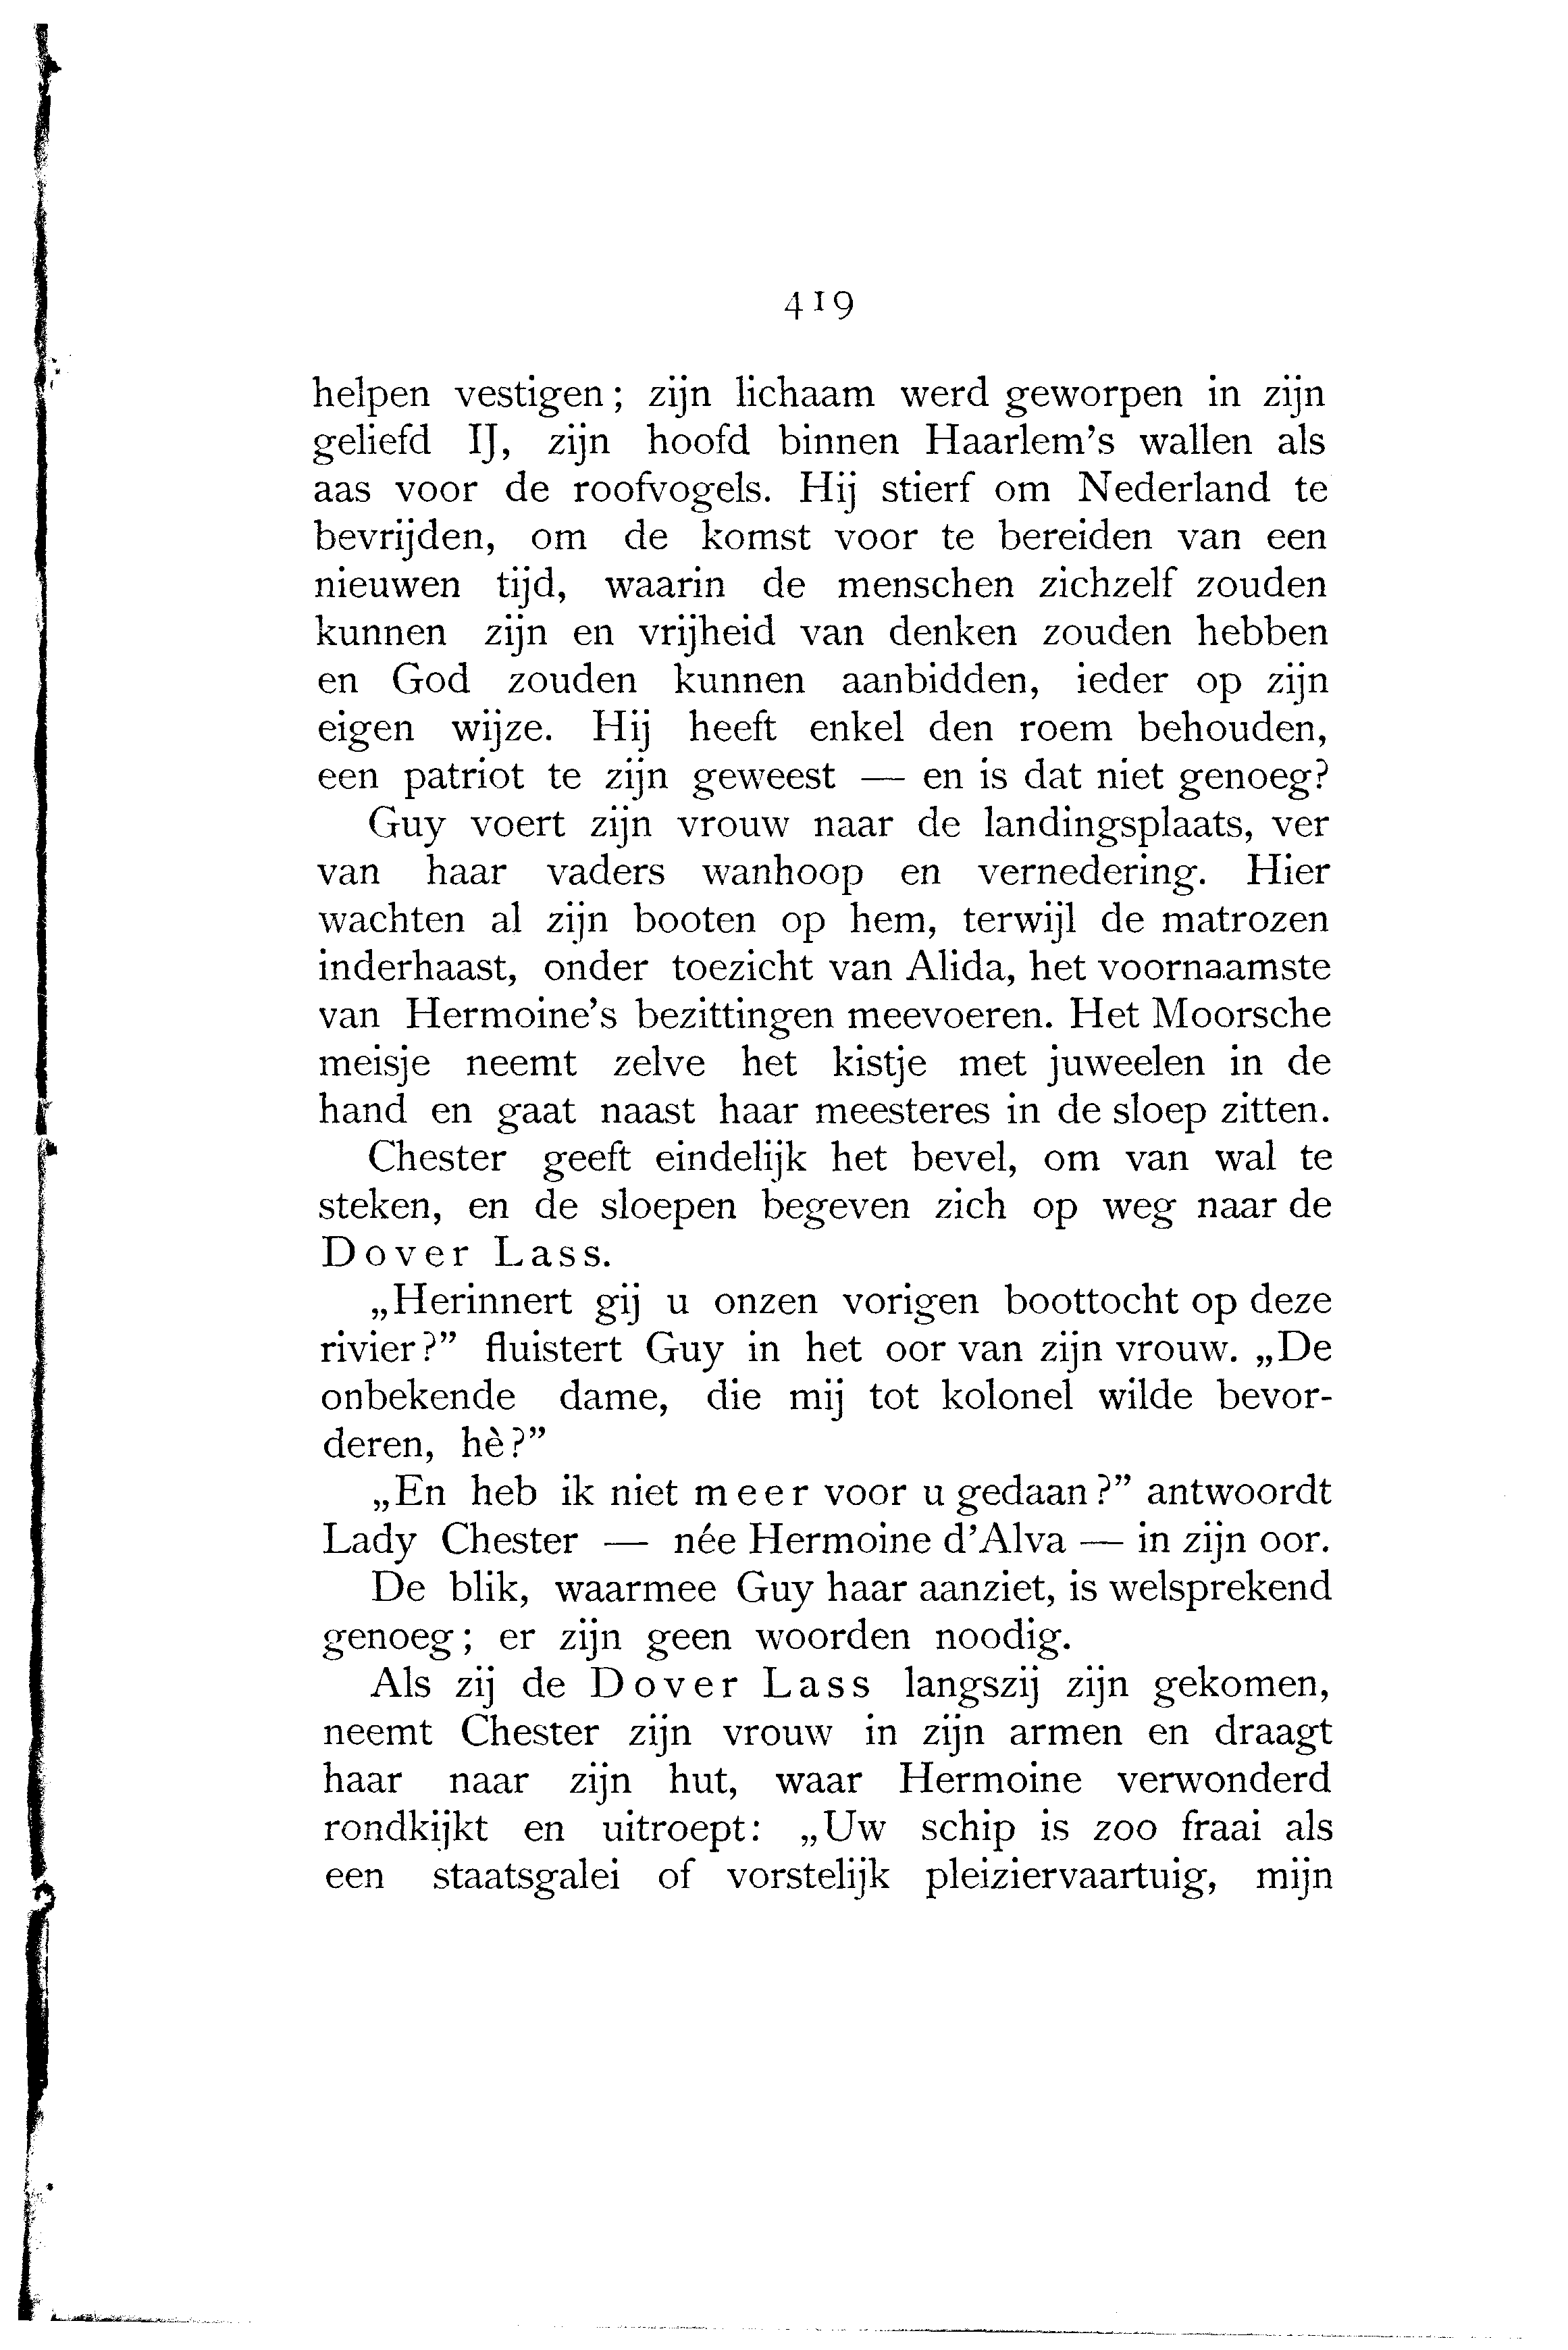 419
helpen vestigen; zijn lichaam werd geworpen in zijn
geliefd IJ, zijn hoofd binnen Haarlem's wallen als
aas voor de roofvogels. Hij stierf om Nederland te
bevrijden, om de komst voor te bereiden van een
nieuwen tijd, waarin de menschen zichzelf zouden
kunnen zijn en vrijheid van denken zouden hebben
en God zouden kunnen aanbidden, ieder op zijn
eigen wijze. Hij heeft enkel den roem behouden,
een patriot te zijn geweest — en is dat niet genoeg?
Guy voert zijn vrouw naar de landingsplaats, ver
van haar vaders wanhoop en vernedering. Hier
wachten al zijn booten op hem, terwijl de matrozen
inderhaast, onder toezicht van Alida, het voornaamste
van Hermoine's bezittingen meevoeren. Het Moorsche
meisje neemt zelve het kistje met juweelen in de
hand en gaat naast haar meesteres in de sloep zitten.
Chester geeft eindelijk het bevel, om van wal te
steken, en de sloepen begeven zich op weg naar de
Dover Lass.
„Herinnert gij u onzen vorigen boottocht op deze
rivier?” fluistert Guy in het oor van zijn vrouw. „De
onbekende dame, die mij tot kolonel wilde bevor-
deren, hè?”
„En heb ik niet meer voor u gedaan?” antwoordt
Lady Chester — née Hermoine d'Alva — in zijn oor.
De blik, waarmee Guy haar aanziet, is welsprekend
genoeg; er zijn geen woorden noodig.
Als zij de Dover Lass langszij zijn gekomen,
neemt Chester zijn vrouw in zijn armen en draagt
haar naar zijn hut, waar Hermoine verwonderd
rondkijkt en uitroept: „Uw schip is zoo fraai als
een staatsgalei of vorstelijk pleiziervaartuig, mijn